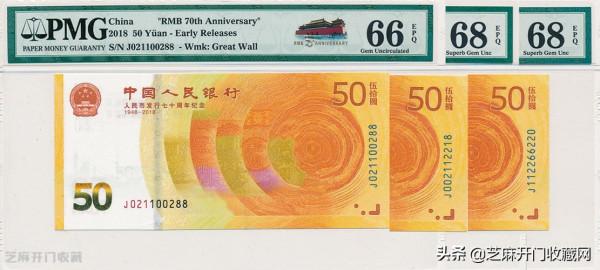 PMG
PAPER MONEY GUARANTY
China "RMB 70th Anniversary"
2018 50 Yüan - Early Releases
S/N J021100288 - Wmk: Great Wall
RMB 70 ANNIVERSARY
66 EPQ
Gem Uncirculated
68 EPQ
Superb Gem Unc
68 EPQ
Superb Gem Unc
中国人民银行
人民币发行七十周年纪念
1948-2018
50 伍拾圆
J021100288
50
J021100288
50 伍拾圆
J002112218
50 伍拾圆
J112266220
芝麻开门收藏
头条 @芝麻开门收藏网